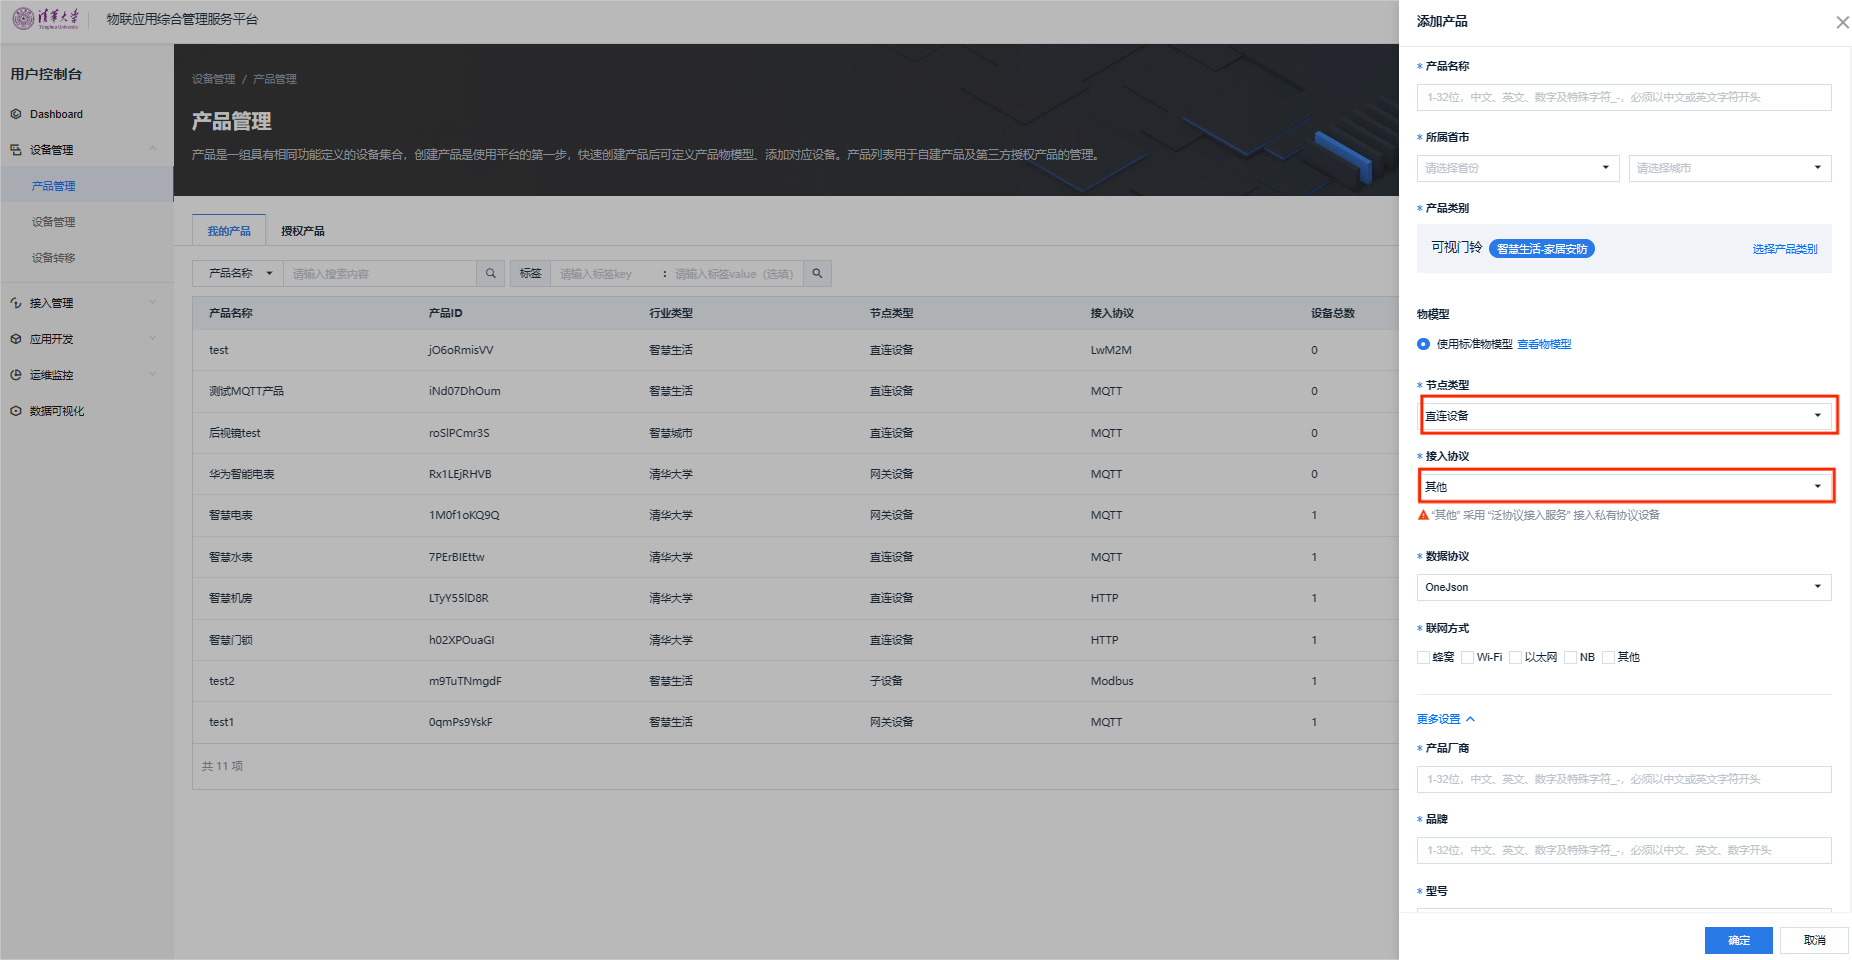 清华大学
Tsinghua University
物联应用综合管理服务平台
用户控制台
Dashboard
设备管理
产品管理
设备管理
设备转移
接入管理
应用开发
运维监控
数据可视化
设备管理 / 产品管理
产品管理
产品是一组具有相同功能定义的设备集合，创建产品是使用平台的第一步，快速创建产品后可定义产品物模型、添加对应设备。产品列表用于自建产品及第三方授权产品的管理。
我的产品 授权产品
产品名称 请输入搜索内容 标签 请输入标签key : 请输入标签value（选填）
产品名称 产品ID 行业类型 节点类型 接入协议 设备总数
test jO6oRmisVV 智慧生活 直连设备 LwM2M 0
测试MQTT产品 iNd07DhOum 智慧生活 直连设备 MQTT 0
后视镜test roSlPCmr3S 智慧城市 直连设备 MQTT 0
华为智能电表 Rx1LEjRHVB 清华大学 网关设备 MQTT 0
智慧电表 1M0f1oKQ9Q 清华大学 网关设备 MQTT 1
智慧水表 7PErBIEttw 清华大学 直连设备 MQTT 1
智慧机房 LTyY55lD8R 清华大学 直连设备 HTTP 1
智慧门锁 h02XPOuaGI 清华大学 直连设备 HTTP 1
test2 m9TuTNmgdF 智慧生活 子设备 Modbus 1
test1 0qmPs9YskF 智慧生活 网关设备 MQTT 1
共 11 项
添加产品
* 产品名称
1-32位，中文、英文、数字及特殊字符_-，必须以中文或英文字符开头
* 所属省市
请选择省份 请选择城市
* 产品类别
可视门铃 智慧生活-家居安防 选择产品类别
物模型
使用标准物模型 查看物模型
* 节点类型
直连设备
* 接入协议
其他
“其他” 采用 “泛协议接入服务” 接入私有协议设备
* 数据协议
OneJson
* 联网方式
蜂窝 Wi-Fi 以太网 NB 其他
更多设置
* 产品厂商
1-32位，中文、英文、数字及特殊字符_-，必须以中文或英文字符开头
* 品牌
1-32位，中文、英文、数字及特殊字符_-，必须以中文、英文、数字开头
* 型号
确定 取消